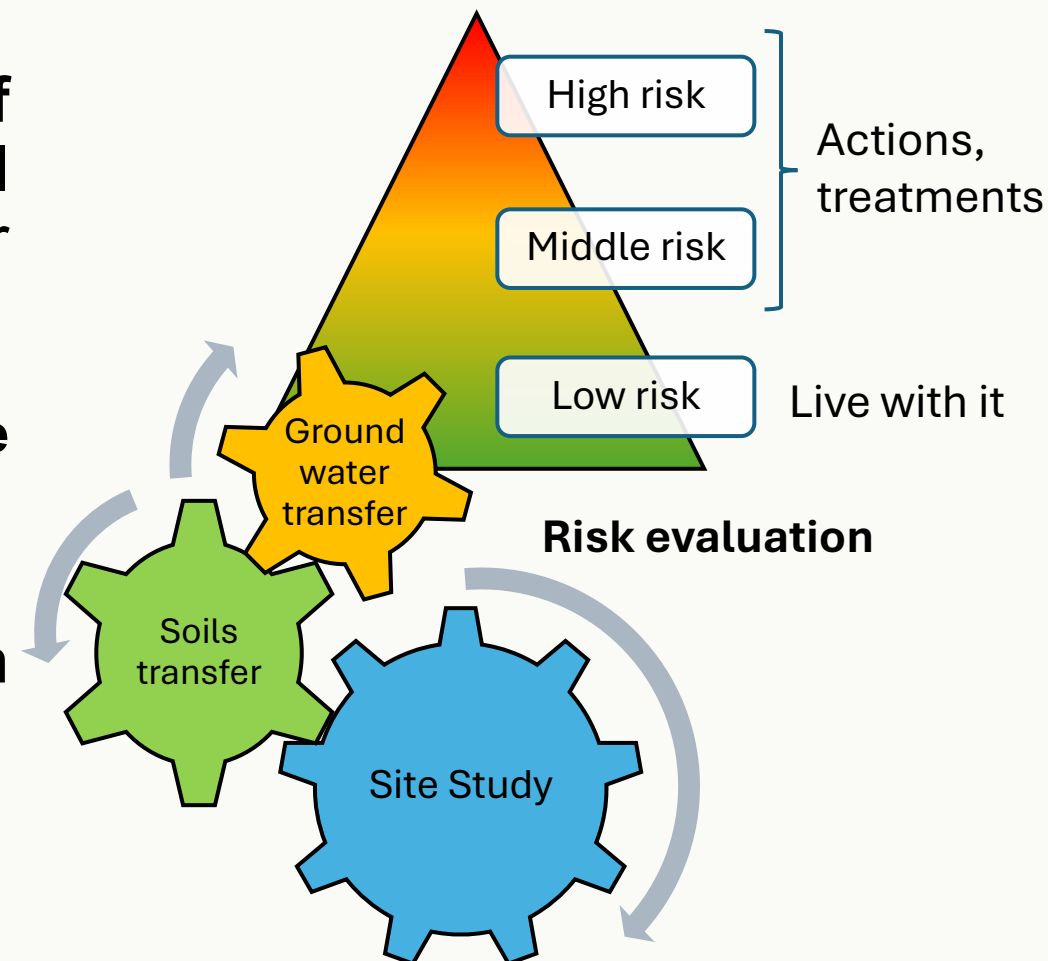 f
l
r
e
n
High risk
Middle risk
Low risk
Actions,
treatments
Live with it
Ground
water
transfer
Risk evaluation
Soils
transfer
Site Study